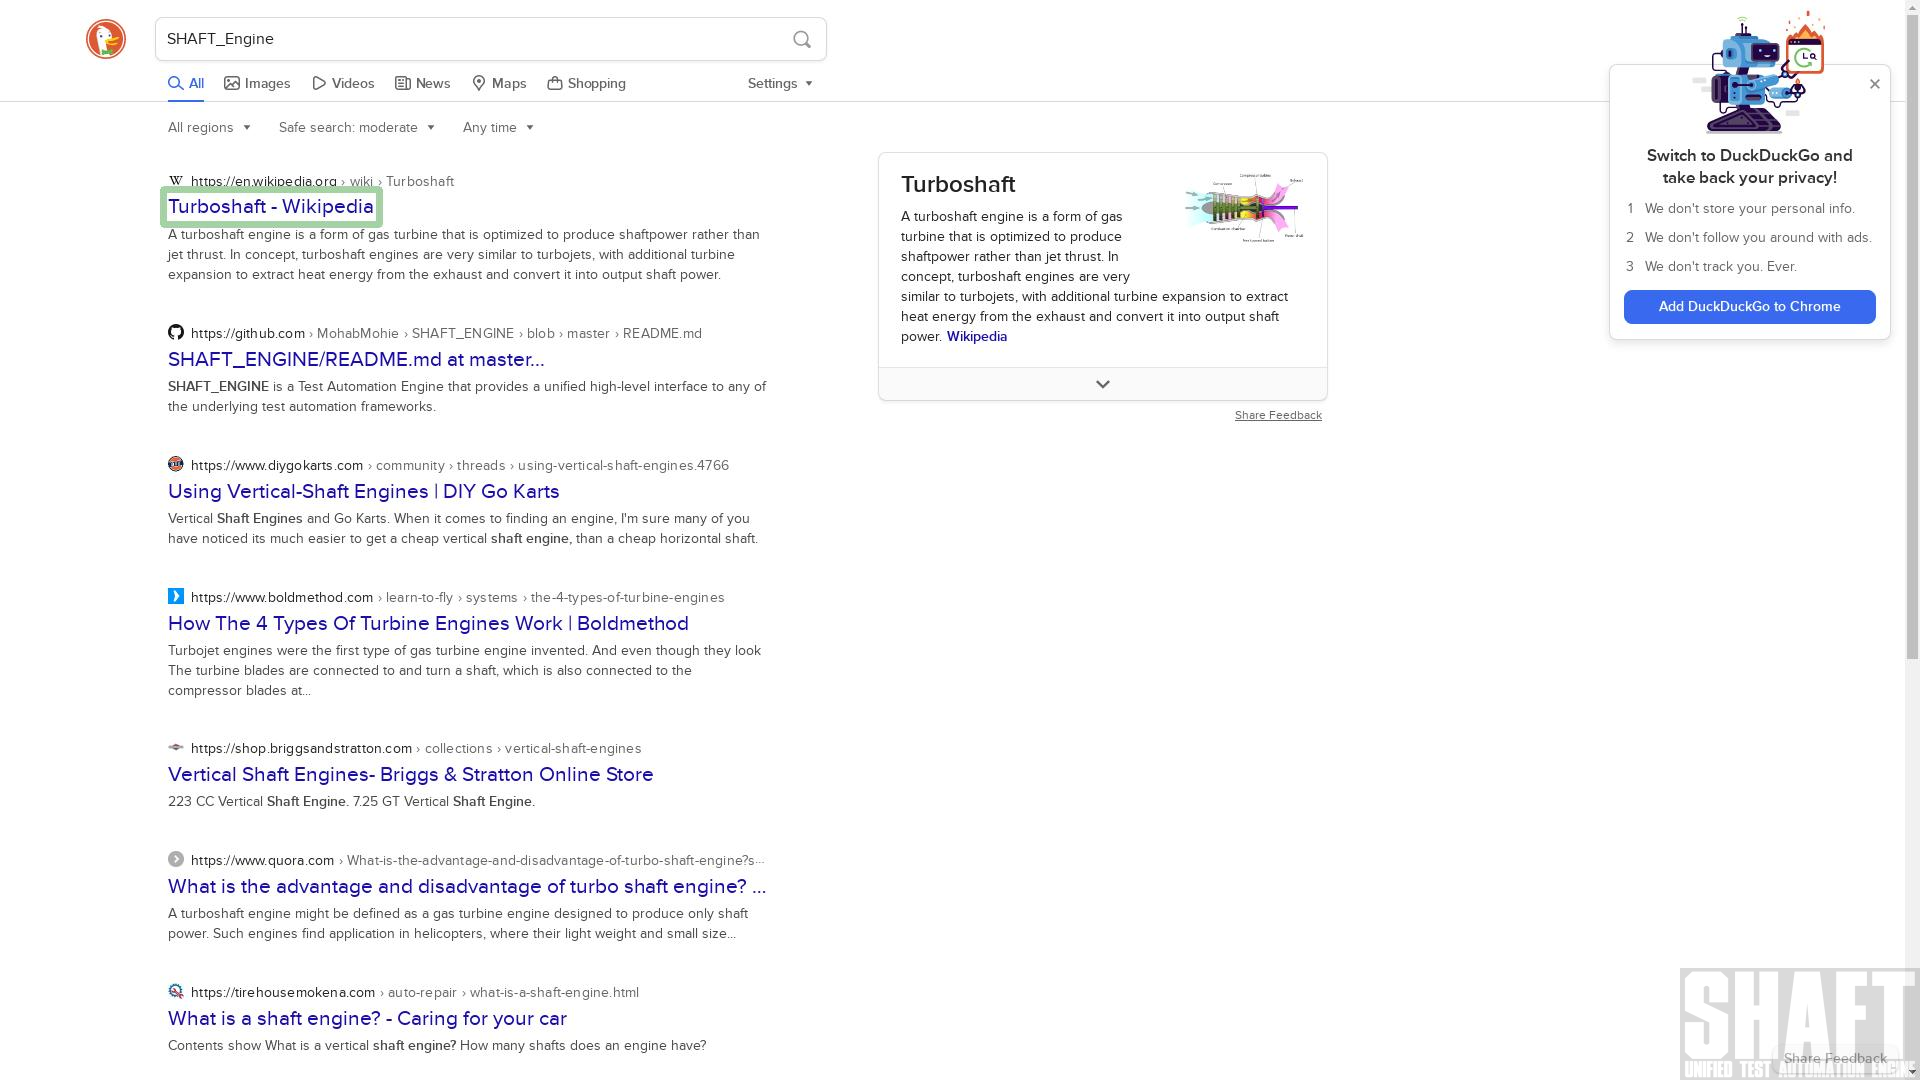 SHAFT_Engine
All
Images
Videos
News
Maps
Shopping
Settings
All regions
Safe search: moderate
Any time
https://en.wikipedia.org › wiki › Turboshaft
Turboshaft - Wikipedia
A turboshaft engine is a form of gas turbine that is optimized to produce shaftpower rather than
jet thrust. In concept, turboshaft engines are very similar to turbojets, with additional turbine
expansion to extract heat energy from the exhaust and convert it into output shaft power.
https://github.com › MohabMohie › SHAFT_ENGINE › blob › master › README.md
SHAFT_ENGINE/README.md at master...
SHAFT_ENGINE is a Test Automation Engine that provides a unified high-level interface to any of
the underlying test automation frameworks.
https://www.diygokarts.com › community › threads › using-vertical-shaft-engines.4766
Using Vertical-Shaft Engines | DIY Go Karts
Vertical Shaft Engines and Go Karts. When it comes to finding an engine, I'm sure many of you
have noticed its much easier to get a cheap vertical shaft engine, than a cheap horizontal shaft.
https://www.boldmethod.com › learn-to-fly › systems › the-4-types-of-turbine-engines
How The 4 Types Of Turbine Engines Work | Boldmethod
Turbojet engines were the first type of gas turbine engine invented. And even though they look
The turbine blades are connected to and turn a shaft, which is also connected to the
compressor blades at...
https://shop.briggsandstratton.com › collections › vertical-shaft-engines
Vertical Shaft Engines- Briggs & Stratton Online Store
223 CC Vertical Shaft Engine. 7.25 GT Vertical Shaft Engine.
https://www.quora.com › What-is-the-advantage-and-disadvantage-of-turbo-shaft-engine?s...
What is the advantage and disadvantage of turbo shaft engine? ...
A turboshaft engine might be defined as a gas turbine engine designed to produce only shaft
power. Such engines find application in helicopters, where their light weight and small size...
https://tirehousemokena.com › auto-repair › what-is-a-shaft-engine.html
What is a shaft engine? - Caring for your car
Contents show What is a vertical shaft engine? How many shafts does an engine have?
Turboshaft
A turboshaft engine is a form of gas
turbine that is optimized to produce
shaftpower rather than jet thrust. In
concept, turboshaft engines are very
similar to turbojets, with additional turbine expansion to extract
heat energy from the exhaust and convert it into output shaft
power. Wikipedia
Share Feedback
Switch to DuckDuckGo and
take back your privacy!
1 We don't store your personal info.
2 We don't follow you around with ads.
3 We don't track you. Ever.
Add DuckDuckGo to Chrome
SHAFT
Share Feedback
UNIFIED TEST AUTOMATION ENGINE